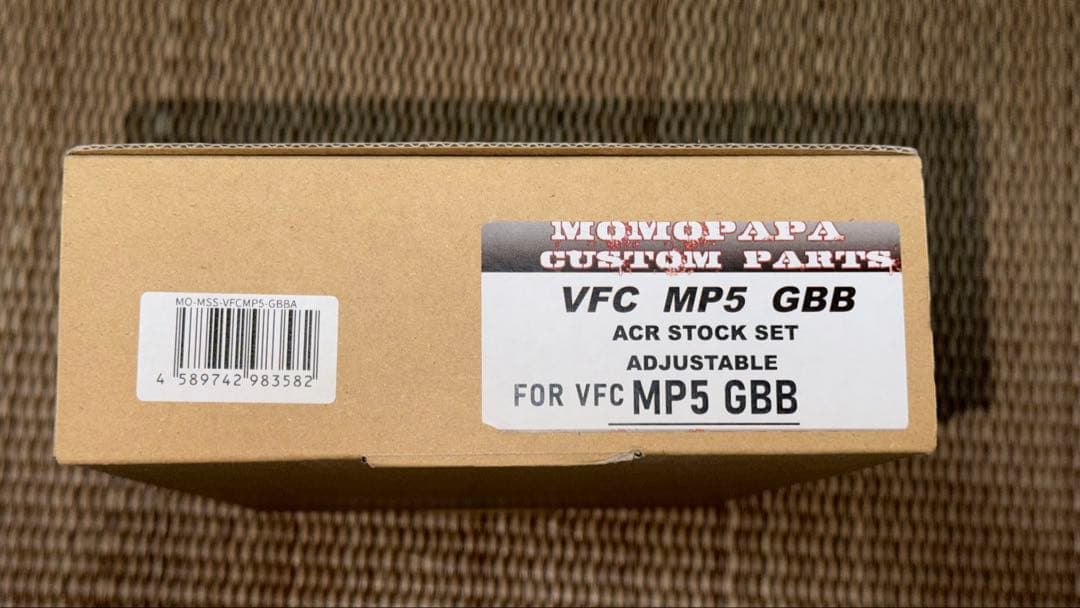 MOMOPAPA
CUSTOM PARTS
VFC MP5 GBB
ACR STOCK SET
ADJUSTABLE
FOR VFC MP5 GBB
MO-MSS-VFCMP5-GBBA
4 589742 983582